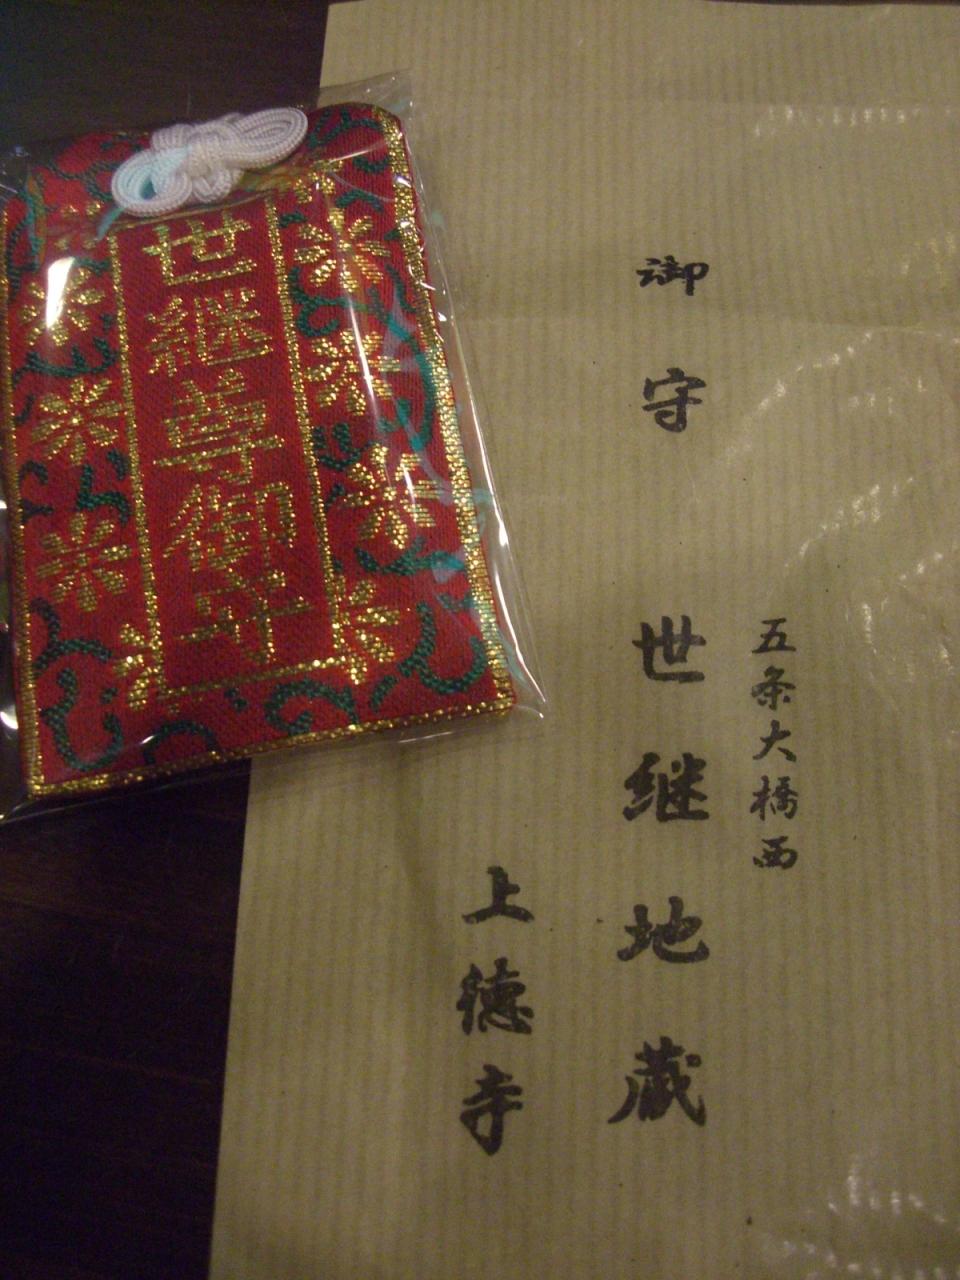 世継尊御守
御守
五条大橋西
世継地蔵
上徳寺